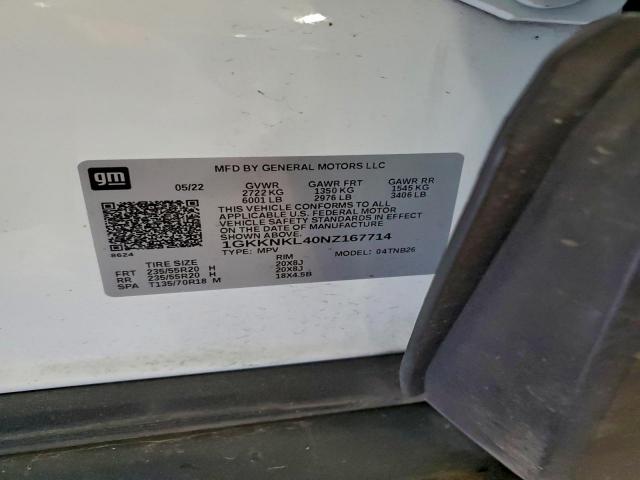 gm
MFD BY GENERAL MOTORS LLC
05/22 GVWR GAWR FRT GAWR RR
2722 KG 1350 KG 1545 KG
6001 LB 2976 LB 3406 LB
THIS VEHICLE CONFORMS TO ALL
APPLICABLE U.S. FEDERAL MOTOR
VEHICLE SAFETY STANDARDS IN EFFECT
ON THE DATE OF MANUFACTURE
SHOWN ABOVE.
8624 1GKKNKL40NZ167714
TYPE: MPV MODEL: 04TNB26
TIRE SIZE RIM
FRT 235/55R20 H 20X8J
RR 235/55R20 H 20X8J
SPA T135/70R18 M 18X4.5B